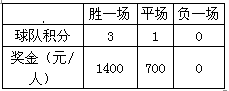 . 胜一场 平场 负一场
球队积分 3 1 0
奖金（元/
人） 1400 700 0